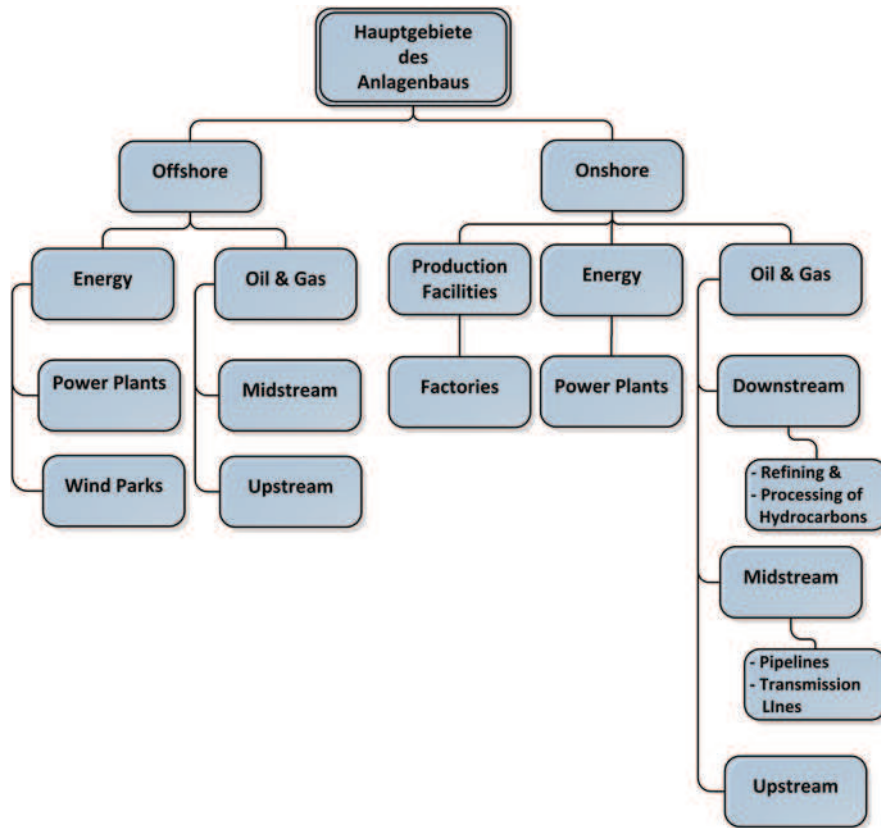 Hauptgebiete
des
Anlagenbaus
Offshore
Onshore
Energy
Oil & Gas
Production
Facilities
Energy
Oil & Gas
Power Plants
Midstream
Factories
Power Plants
Downstream
Wind Parks
Upstream
- Refining &
- Processing of
Hydrocarbons
Midstream
- Pipelines
- Transmission
LInes
Upstream